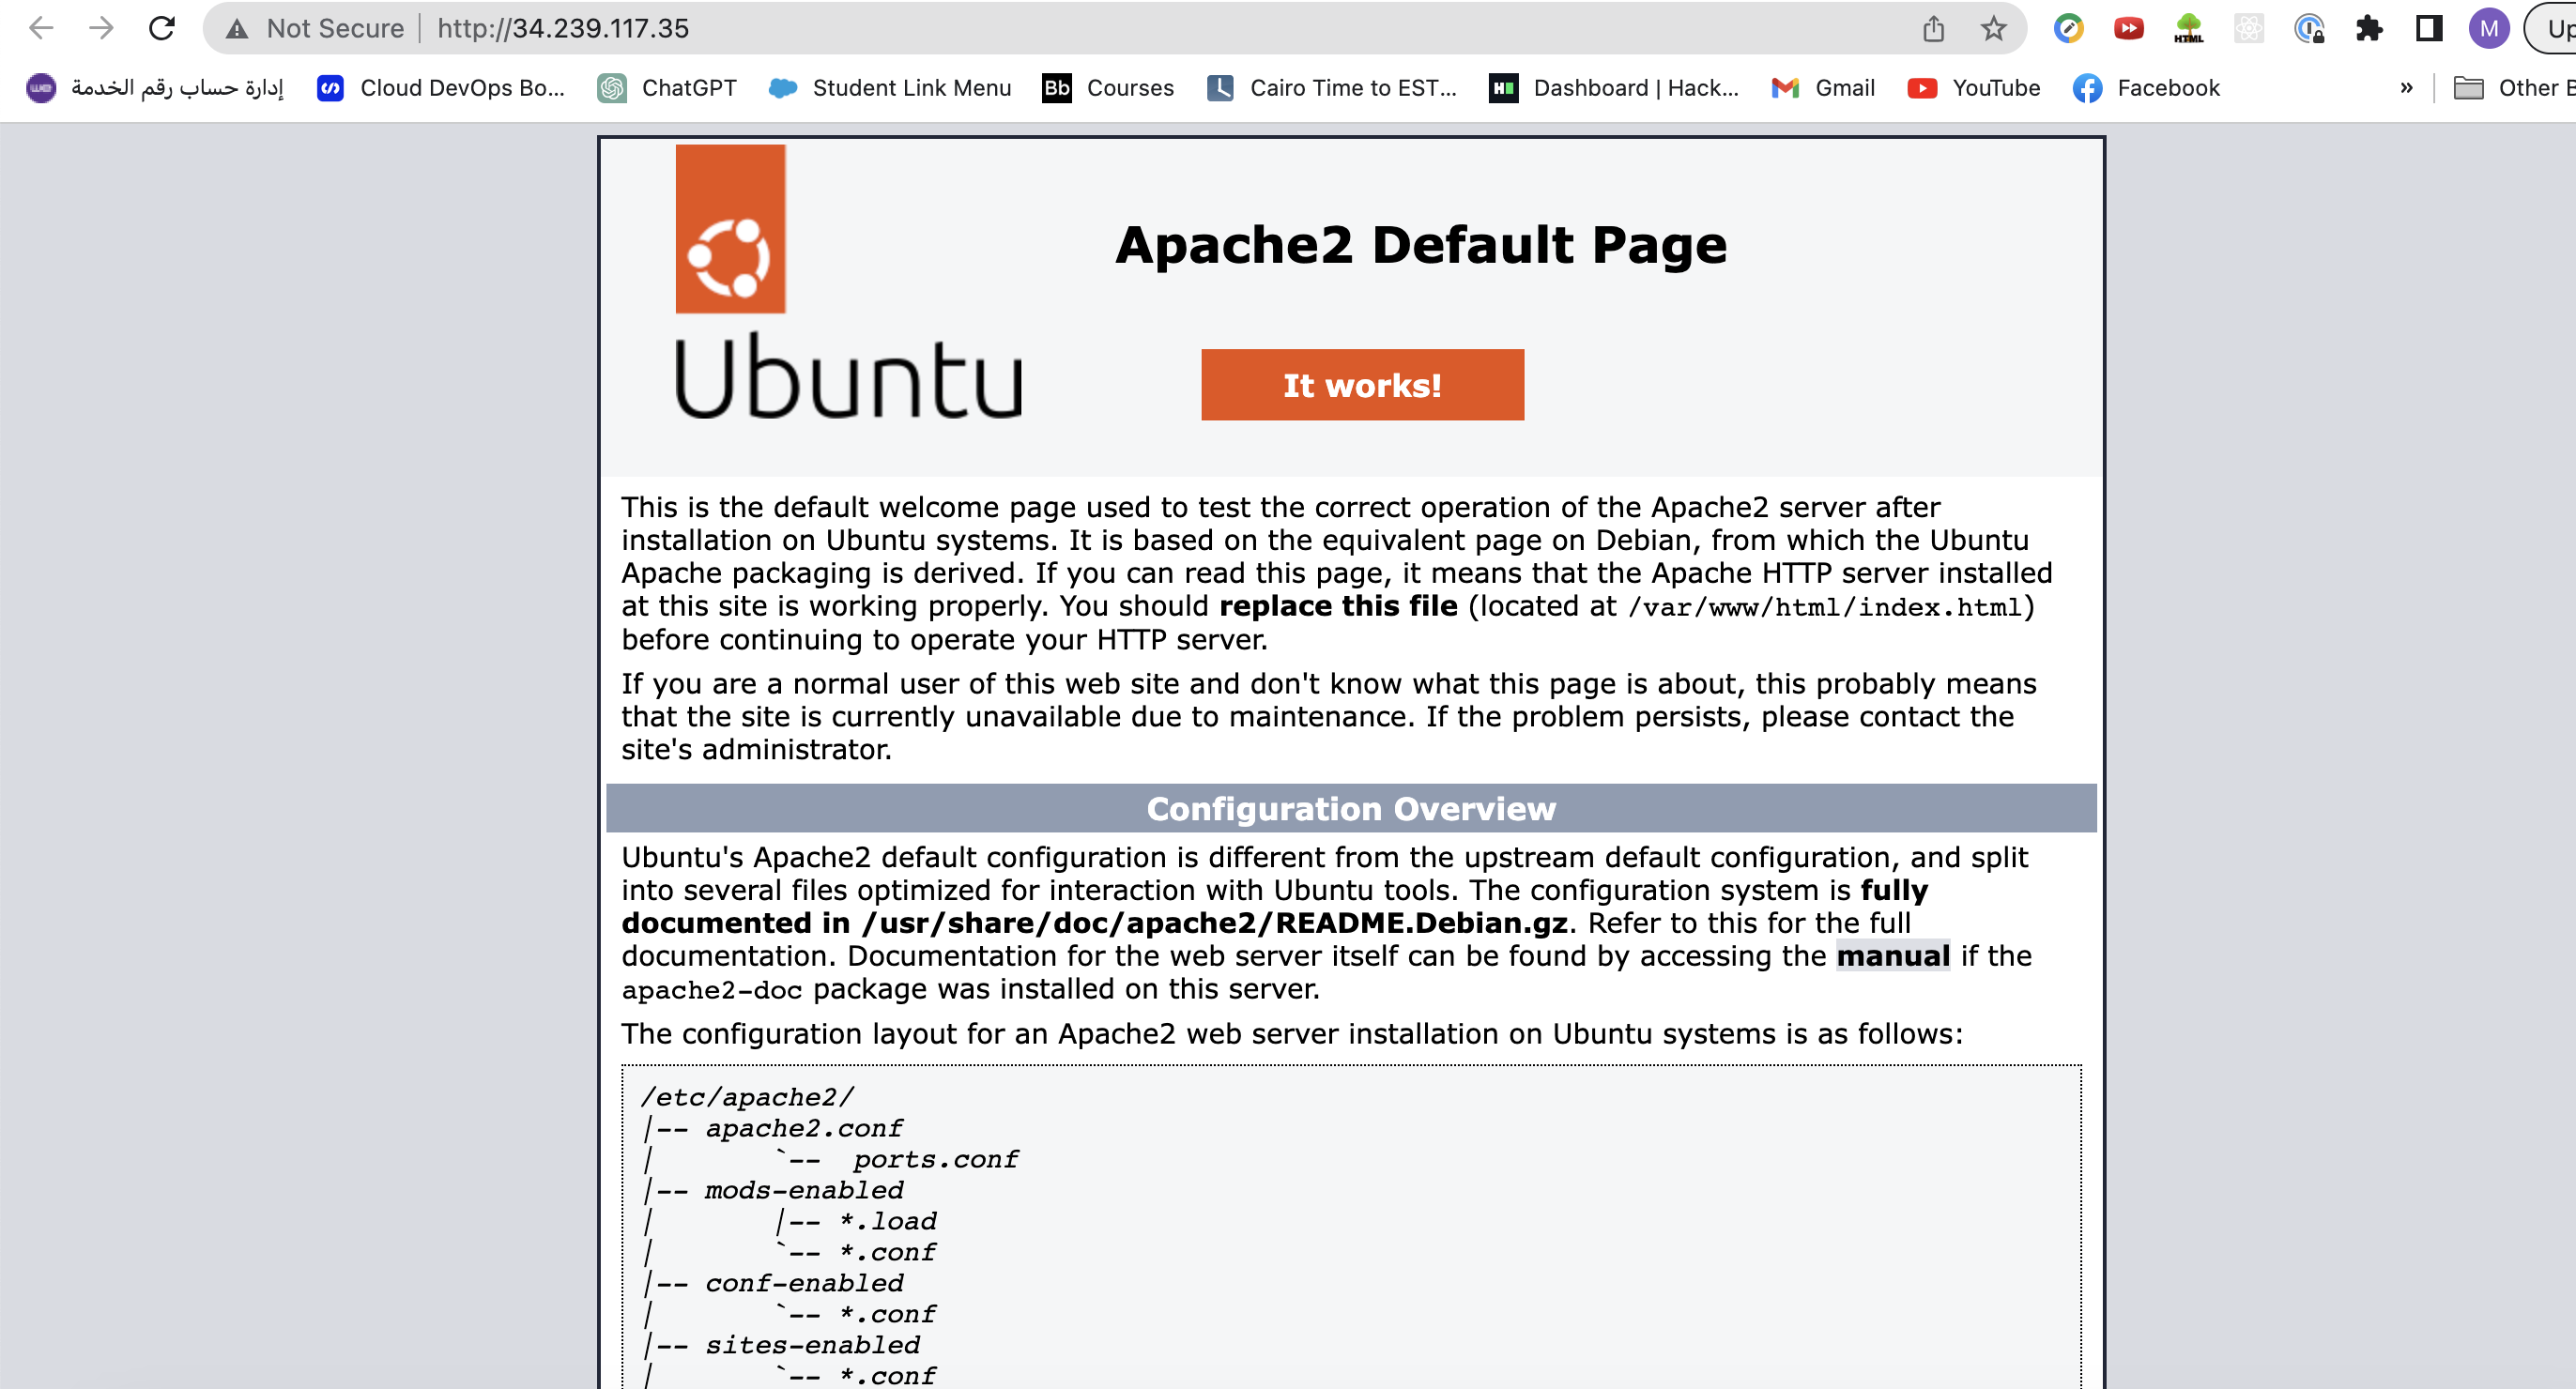 Not Secure | http://34.239.117.35
M
Up
إدارة حساب رقم الخدمة
Cloud DevOps Bo...
ChatGPT
Student Link Menu
Bb Courses
Cairo Time to EST...
Dashboard | Hack...
Gmail
YouTube
Facebook
»
Other B
Ubuntu
Apache2 Default Page
It works!
This is the default welcome page used to test the correct operation of the Apache2 server after
installation on Ubuntu systems. It is based on the equivalent page on Debian, from which the Ubuntu
Apache packaging is derived. If you can read this page, it means that the Apache HTTP server installed
at this site is working properly. You should replace this file (located at /var/www/html/index.html)
before continuing to operate your HTTP server.
If you are a normal user of this web site and don't know what this page is about, this probably means
that the site is currently unavailable due to maintenance. If the problem persists, please contact the
site's administrator.
Configuration Overview
Ubuntu's Apache2 default configuration is different from the upstream default configuration, and split
into several files optimized for interaction with Ubuntu tools. The configuration system is fully
documented in /usr/share/doc/apache2/README.Debian.gz. Refer to this for the full
documentation. Documentation for the web server itself can be found by accessing the manual if the
apache2-doc package was installed on this server.
The configuration layout for an Apache2 web server installation on Ubuntu systems is as follows:
/etc/apache2/
|-- apache2.conf
|       `--  ports.conf
|-- mods-enabled
|       |-- *.load
|       `-- *.conf
|-- conf-enabled
|       `-- *.conf
|-- sites-enabled
|       `-- *.conf